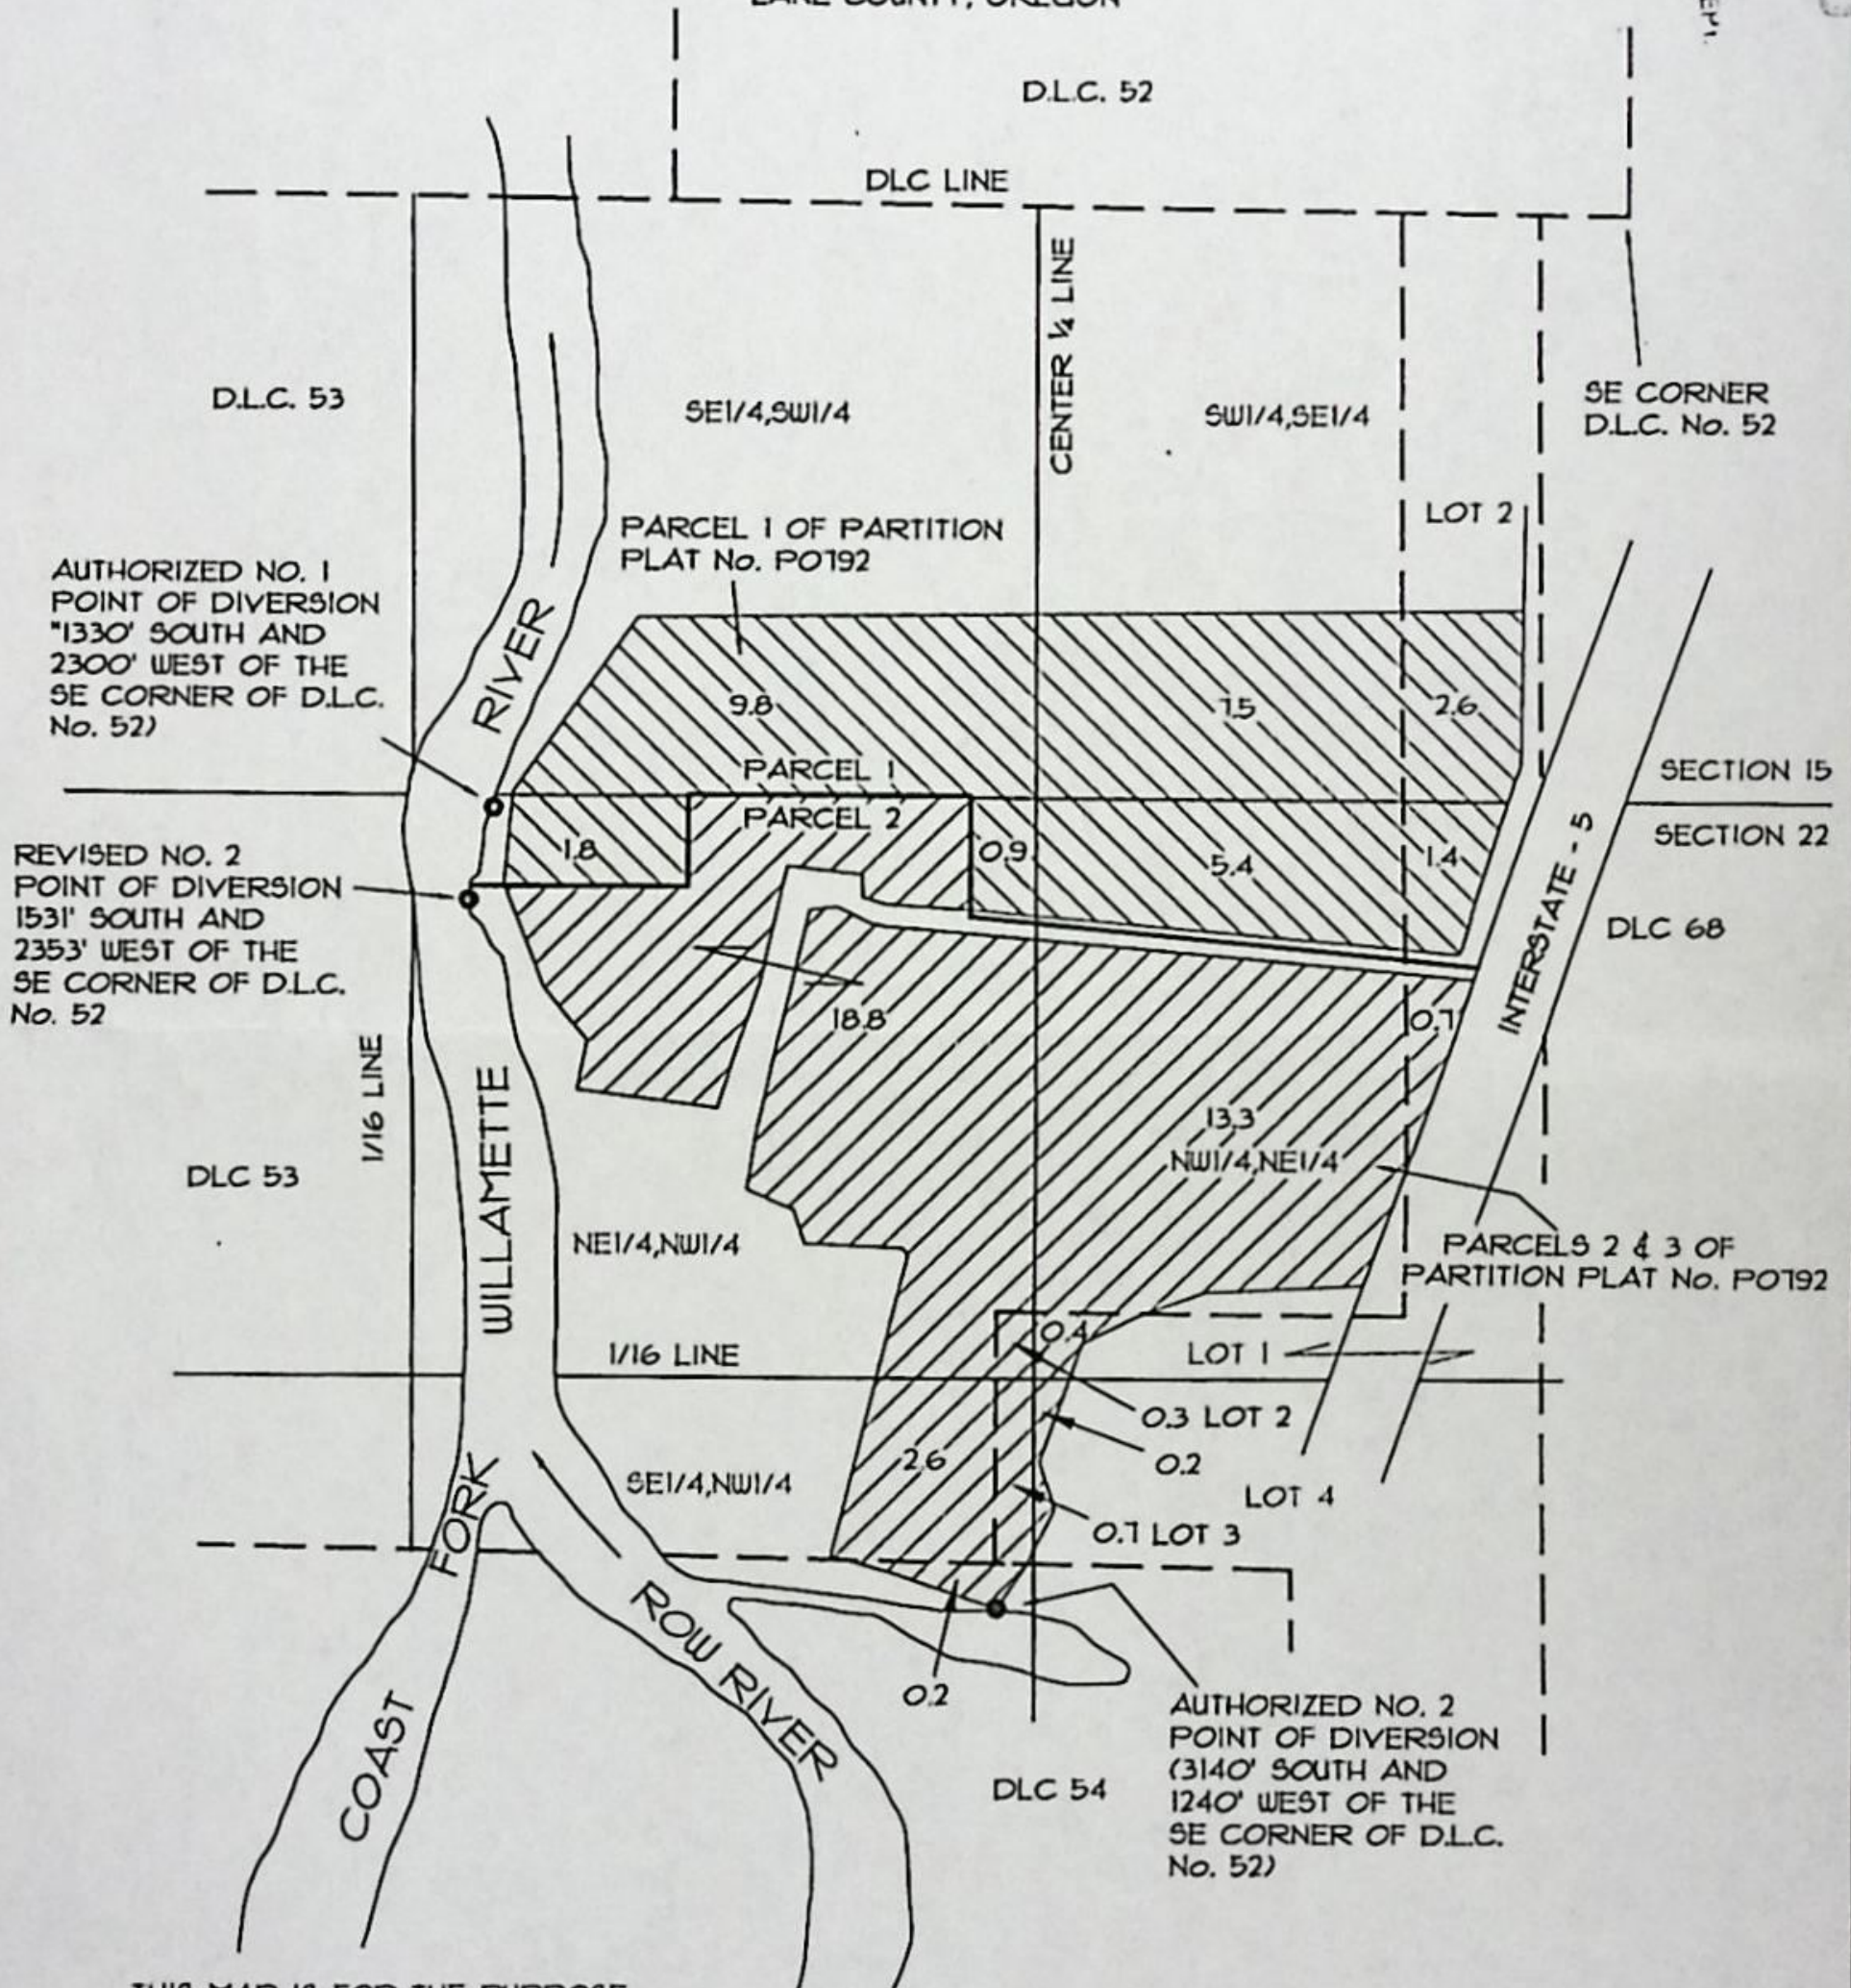 COUNTY, OREGON
D.L.C. 52
DLC LINE
CENTER 1/4 LINE
D.L.C. 53
SE1/4,SW1/4
SW1/4,SE1/4
SE CORNER
D.L.C. No. 52
LOT 2
PARCEL 1 OF PARTITION
PLAT No. P0792
AUTHORIZED NO. 1
POINT OF DIVERSION
"1330' SOUTH AND
2300' WEST OF THE
SE CORNER OF D.L.C.
No. 52)
RIVER
9.8
7.5
2.6
PARCEL 1
SECTION 15
PARCEL 2
SECTION 22
1.8
0.9
5.4
1.4
INTERSTATE - 5
REVISED NO. 2
POINT OF DIVERSION
1531' SOUTH AND
2353' WEST OF THE
SE CORNER OF D.L.C.
No. 52
DLC 68
18.8
0.7
1/16 LINE
WILLAMETTE
13.3
NW1/4,NE1/4
DLC 53
NE1/4,NW1/4
PARCELS 2 & 3 OF
PARTITION PLAT No. P0792
0.4
1/16 LINE
LOT 1
0.3 LOT 2
0.2
2.6
SE1/4,NW1/4
LOT 4
FORK
0.7 LOT 3
ROW RIVER
0.2
COAST
DLC 54
AUTHORIZED NO. 2
POINT OF DIVERSION
(3140' SOUTH AND
1240' WEST OF THE
SE CORNER OF D.L.C.
No. 52)
THIS MAP IS FOR THE PURPOSE